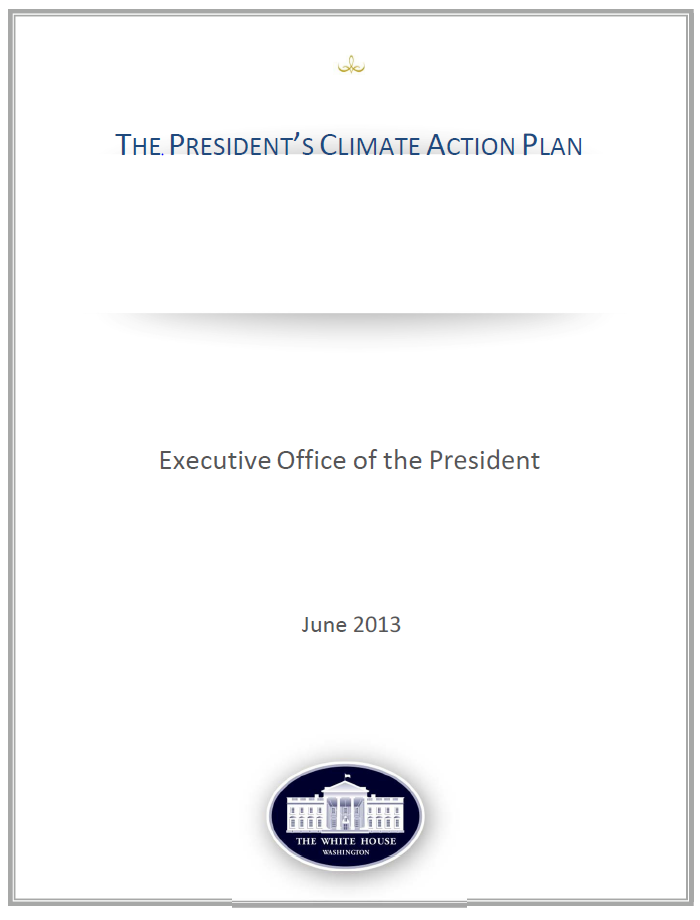 THE PRESIDENT'S CLIMATE ACTION PLAN
Executive Office of the President
June 2013
THE WHITE HOUSE
WASHINGTON